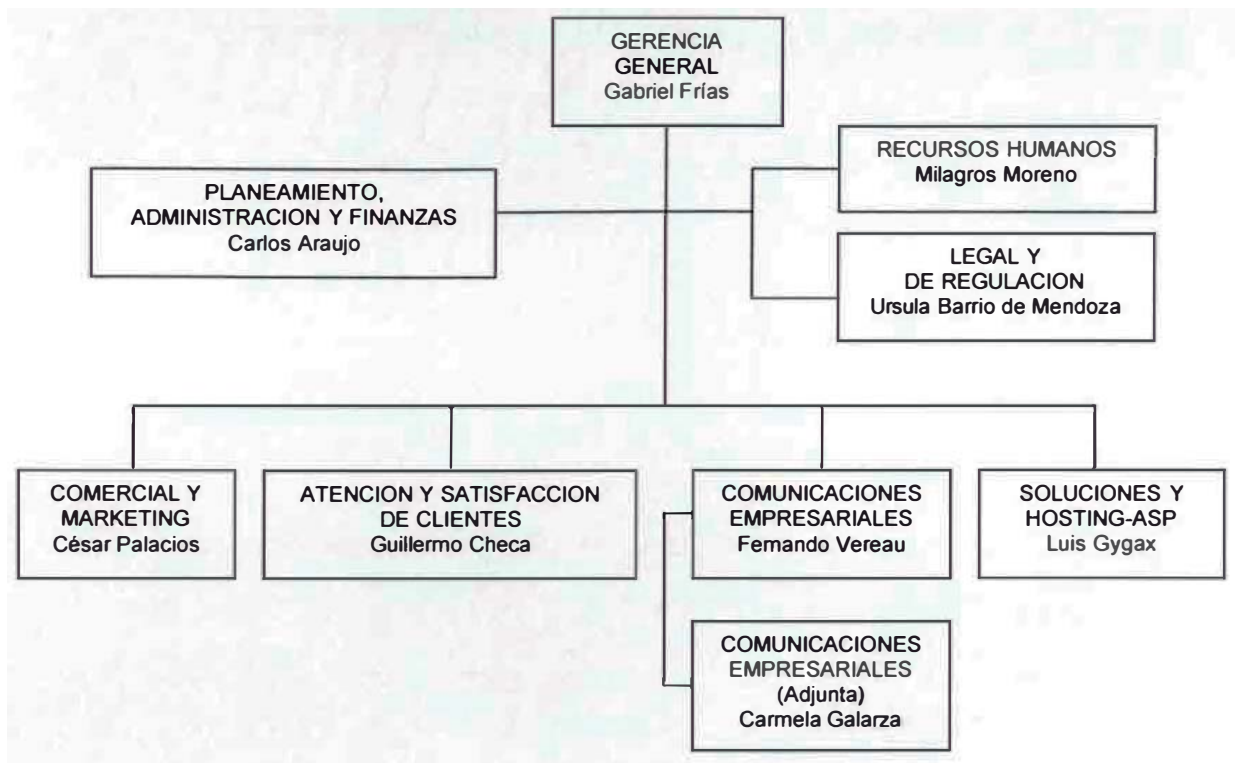 GERENCIA
GENERAL
Gabriel Frías
RECURSOS HUMANOS
Milagros Moreno
PLANEAMIENTO,
ADMINISTRACION Y FINANZAS
Carlos Araujo
LEGAL Y
DE REGULACION
Ursula Barrio de Mendoza
COMERCIAL Y
MARKETING
César Palacios
ATENCION Y SATISFACCION
DE CLIENTES
Guillermo Checa
COMUNICACIONES
EMPRESARIALES
Fernando Vereau
SOLUCIONES Y
HOSTING-ASP
Luis Gygax
COMUNICACIONES
EMPRESARIALES
(Adjunta)
Carmela Galarza